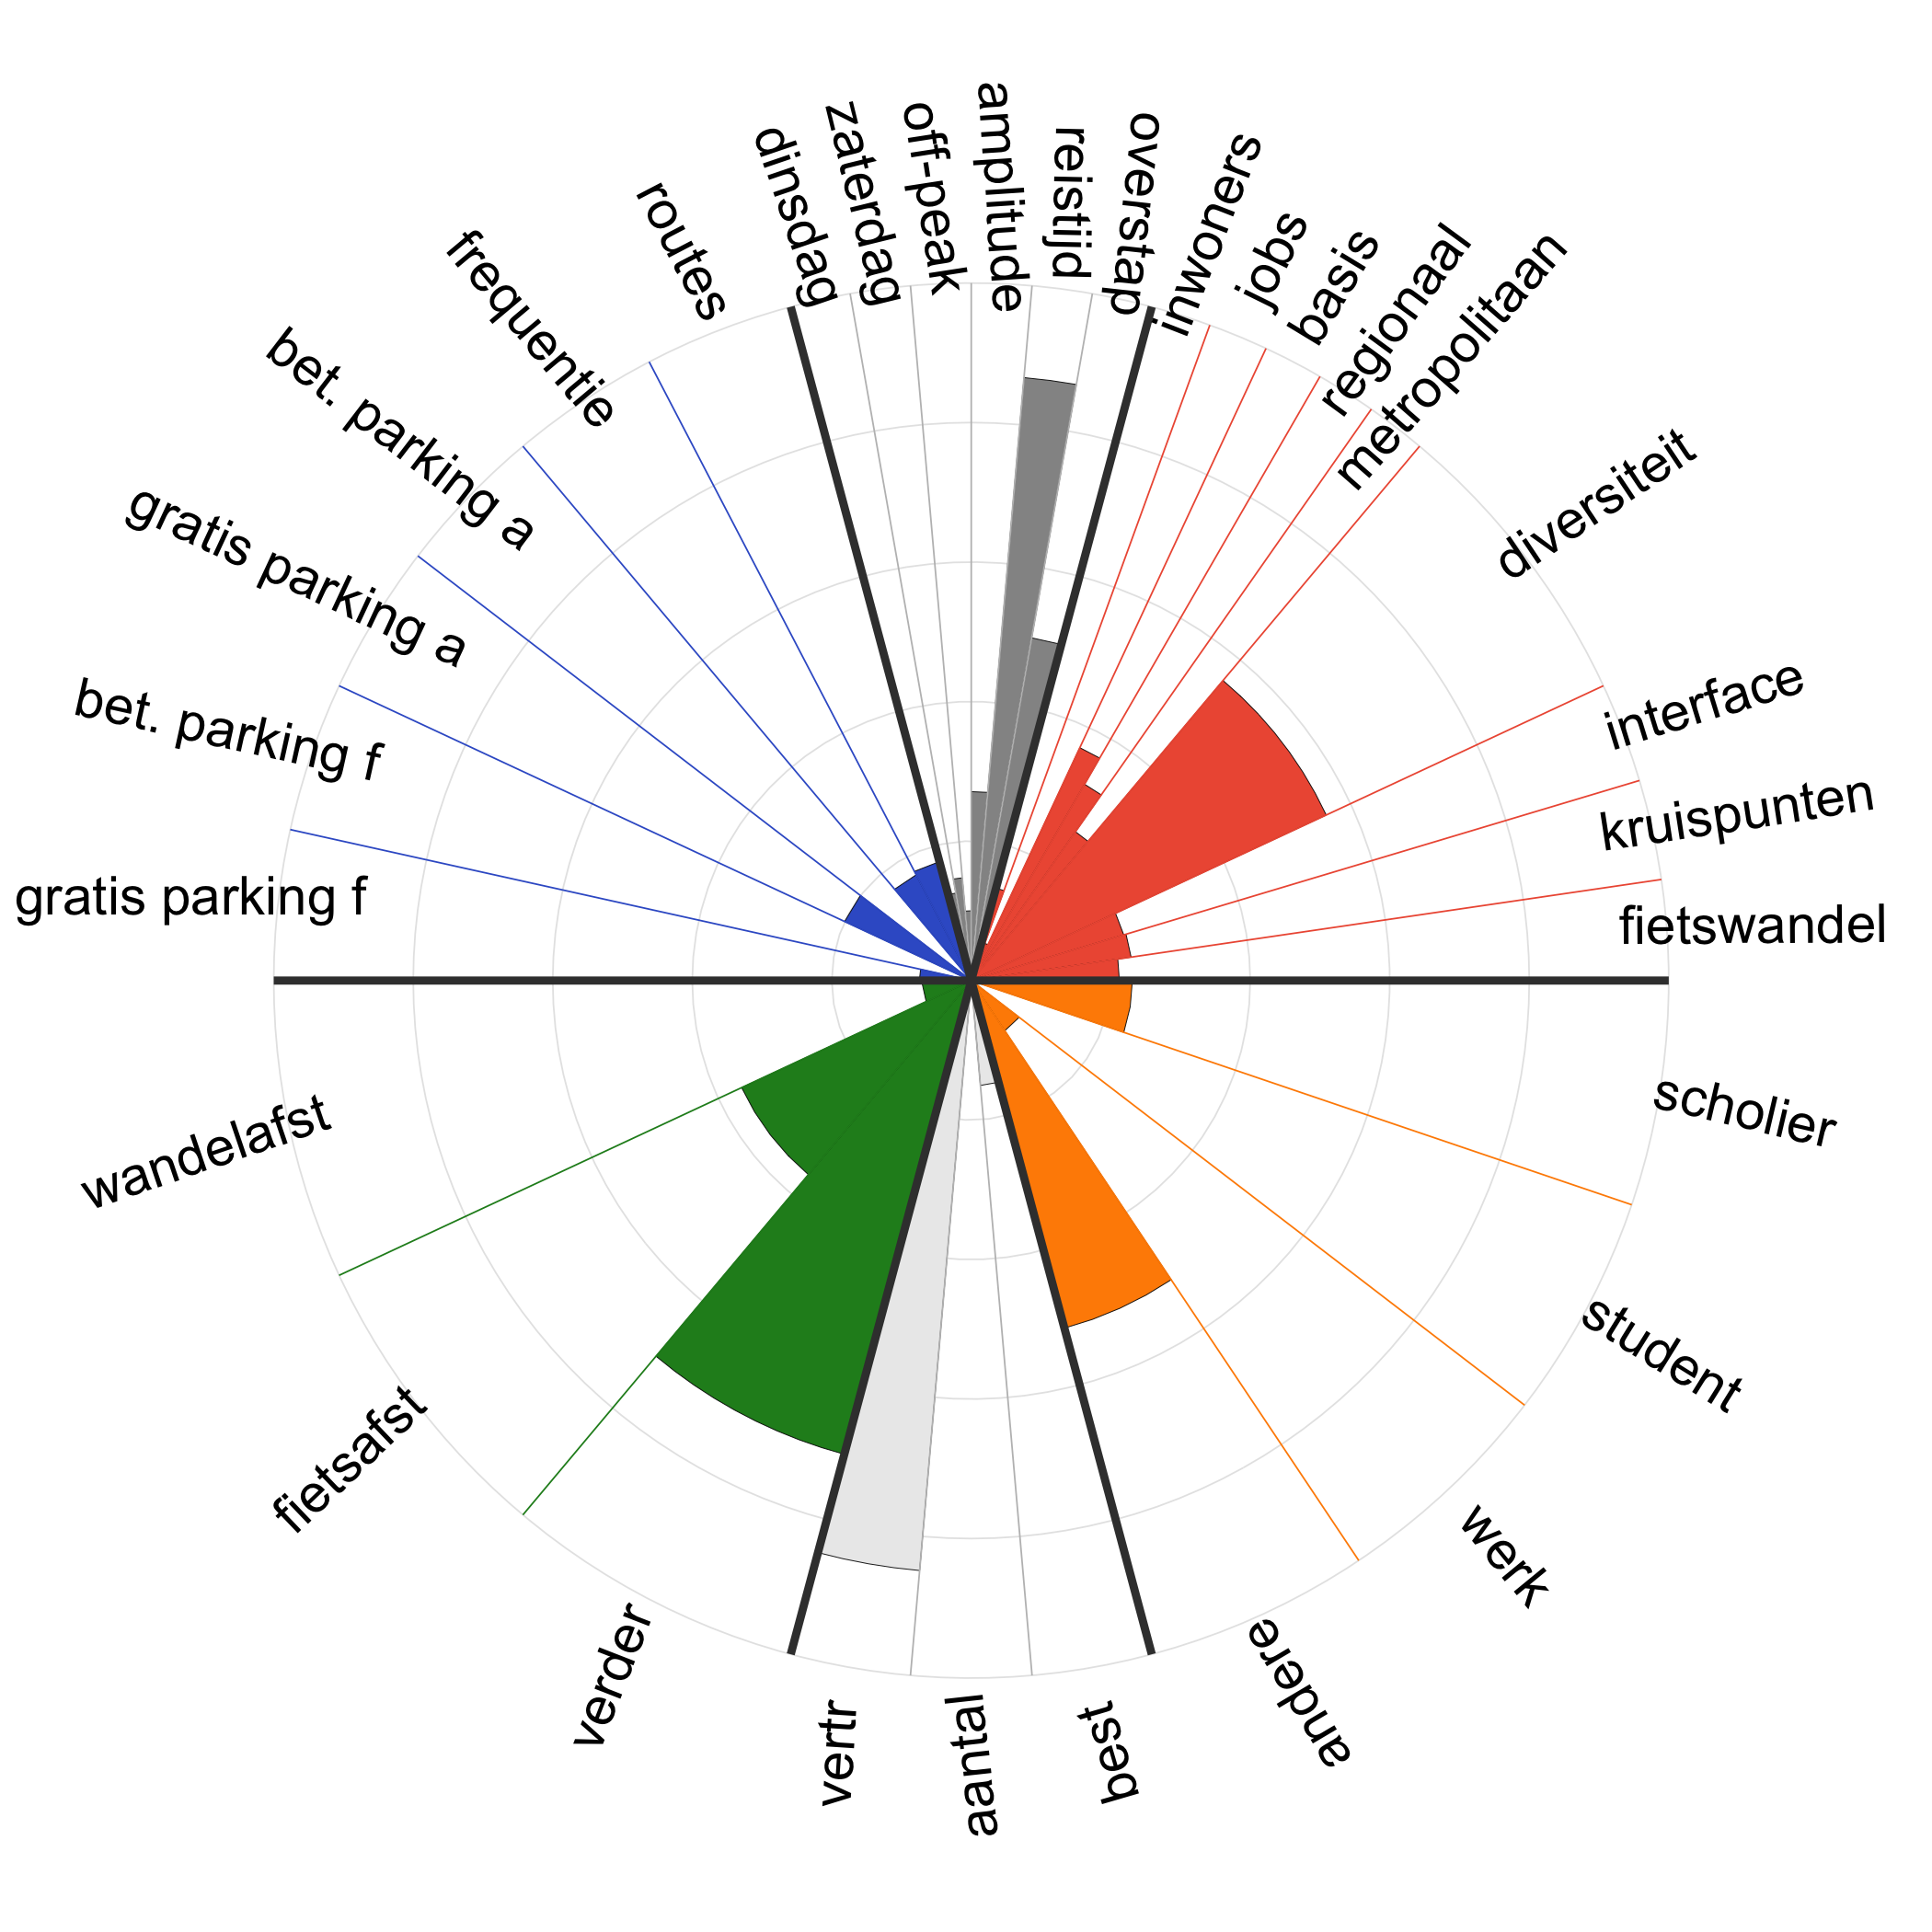 dinsdag
zaterdag
off-peak
amplitude
reistijd
overstap
inwoners
jobs
basis
regionaal
metropolitaan
diversiteit
interface
kruispunten
fietswandel
scholier
student
werk
andere
best
aantal
vertr
verder
fietsafst
wandelafst
gratis parking f
bet. parking f
gratis parking a
bet. parking a
frequentie
routes